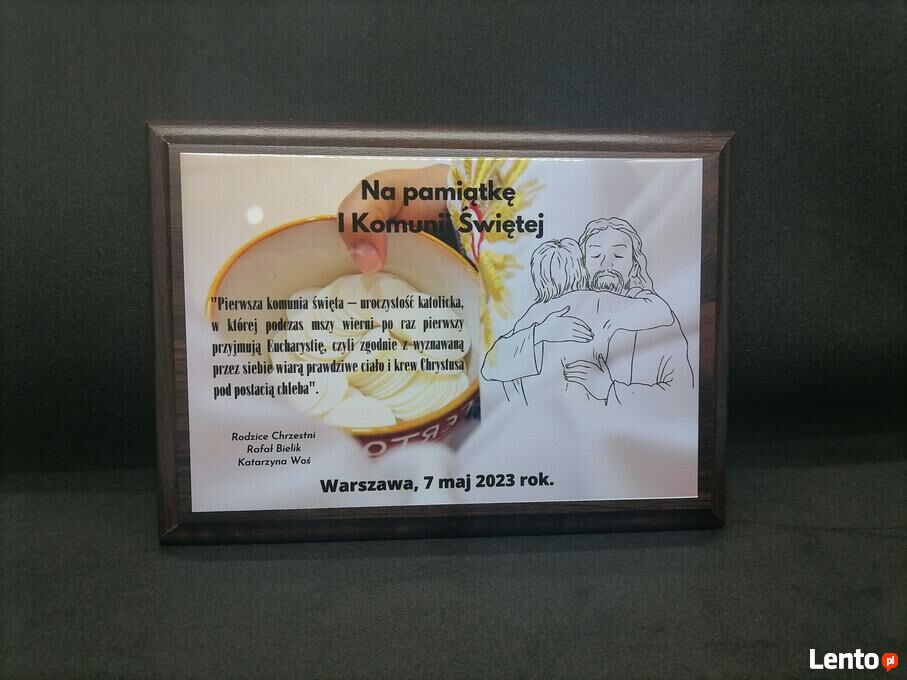 Na pamiątkę
I Komunii Świętej
"Pierwsza komunia święta – uroczystość katolicka,
w której podczas mszy wierni po raz pierwszy
przyjmują Eucharystię, czyli zgodnie z wyznawaną
przez siebie wiarą prawdziwe ciało i krew Chrystusa
pod postacią chleba".
Rodzice Chrzestni
Rafał Bielik
Katarzyna Woś
Warszawa, 7 maj 2023 rok.
Lento pl